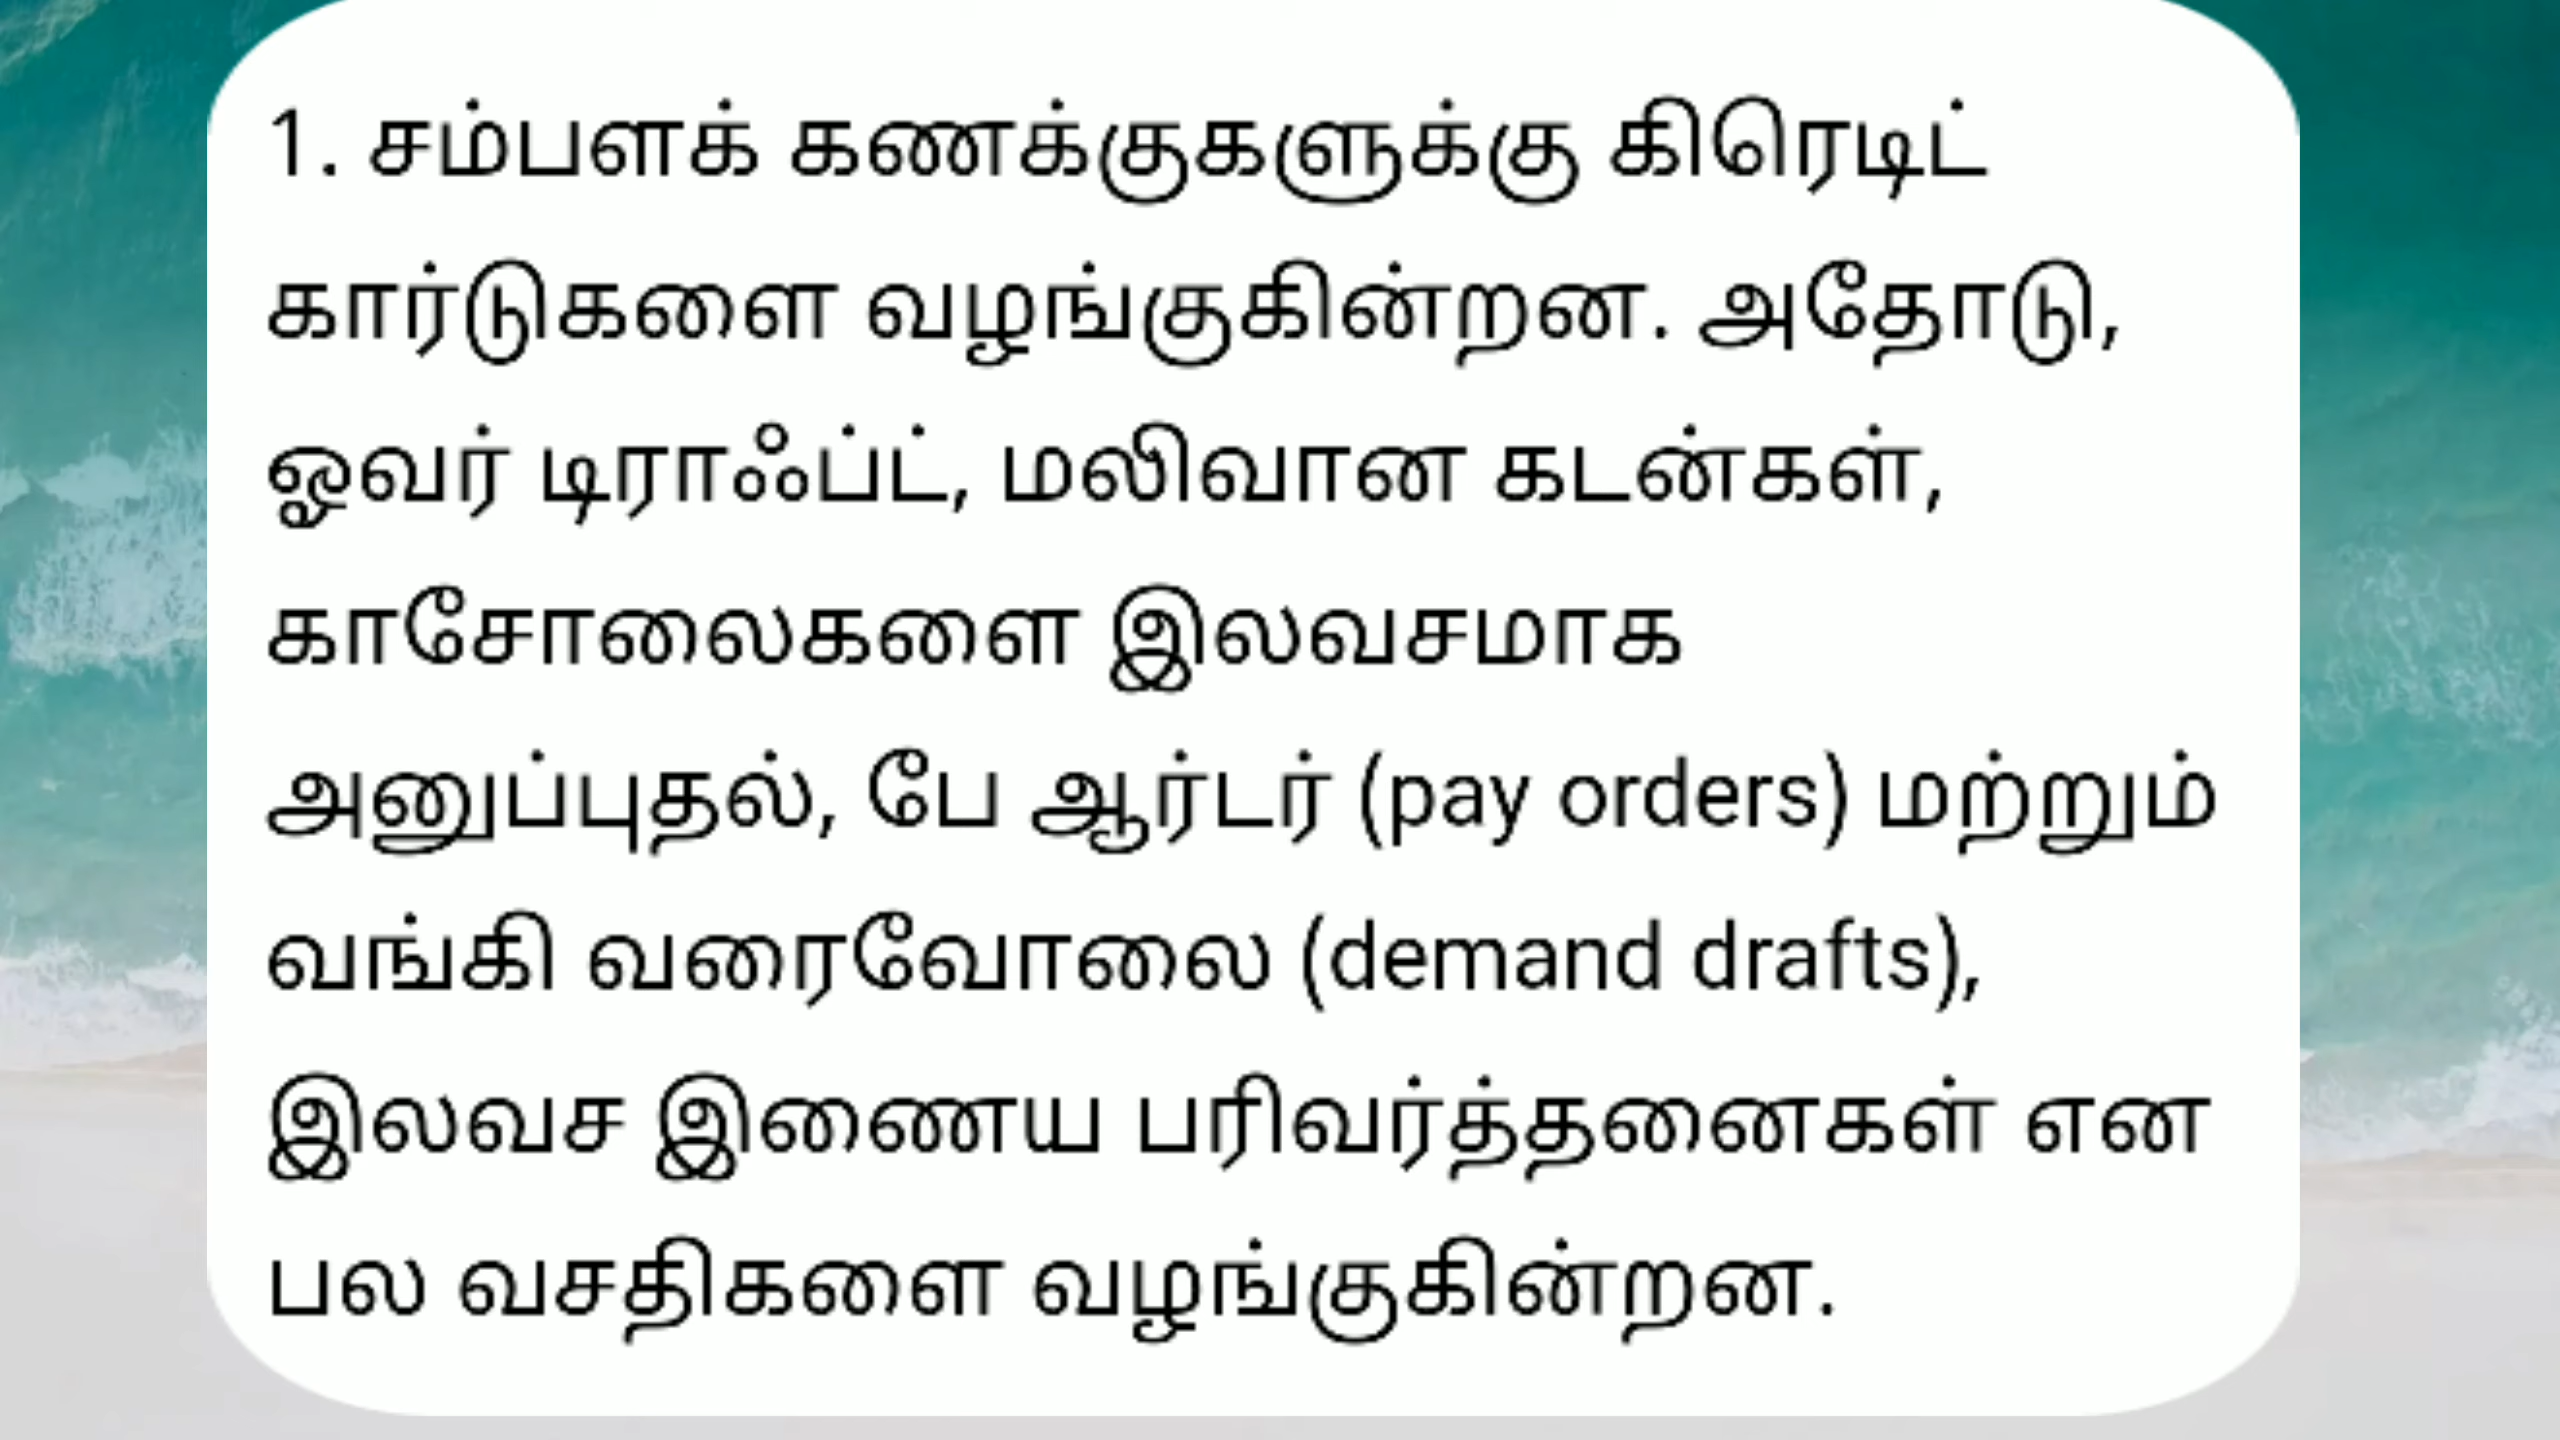 1. சம்பளக் கணக்குகளுக்கு கிரெடிட்
கார்டுகளை வழங்குகின்றன. அதோடு,
ஓவர் டிராஃப்ட், மலிவான கடன்கள்,
காசோலைகளை இலவசமாக
அனுப்புதல், பே ஆர்டர் (pay orders) மற்றும்
வங்கி வரைவோலை (demand drafts),
இலவச இணைய பரிவர்த்தனைகள் என
பல வசதிகளை வழங்குகின்றன.